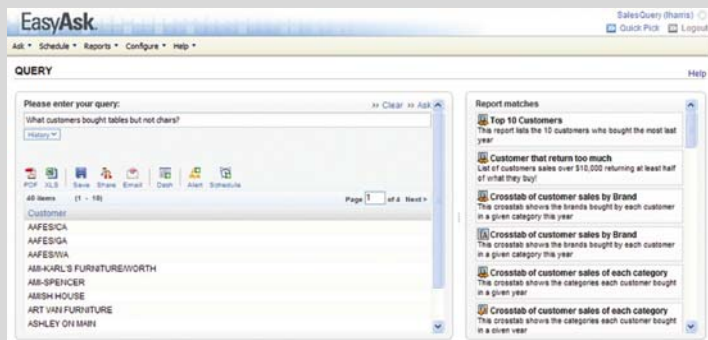 EasyAsk.
SalesQuery (lharris)
Quick Pick Logout
Ask Schedule Reports Configure Help
QUERY
Help
Please enter your query:
>> Clear >> Ask
What customers bought tables but not chairs?
History
PDF XLS Save Share Email Dash Alert Schedule
40 items (1 - 10) Page 1 of 4 Next >
Customer
AAFES/CA
AAFES/GA
AAFES/WA
AMI-KARL'S FURNITURE/WORTH
AMI-SPENCER
AMISH HOUSE
ART VAN FURNITURE
ASHLEY ON MAIN
Report matches
Top 10 Customers
This report lists the 10 customers who bought the most last
year
Customer that return too much
List of customers sales over $10,000 returning at least half
of what they buy!
Crosstab of customer sales by Brand
This crosstab shows the brands bought by each customer
in a given category this year
Crosstab of customer sales by Brand
This crosstab shows the brands bought by each customer
in a given category this year
Crosstab of customer sales of each category
This crosstab shows the categories each customer bought
in a given year
Crosstab of customer sales of each category
This crosstab shows the categories each customer bought
in a given year